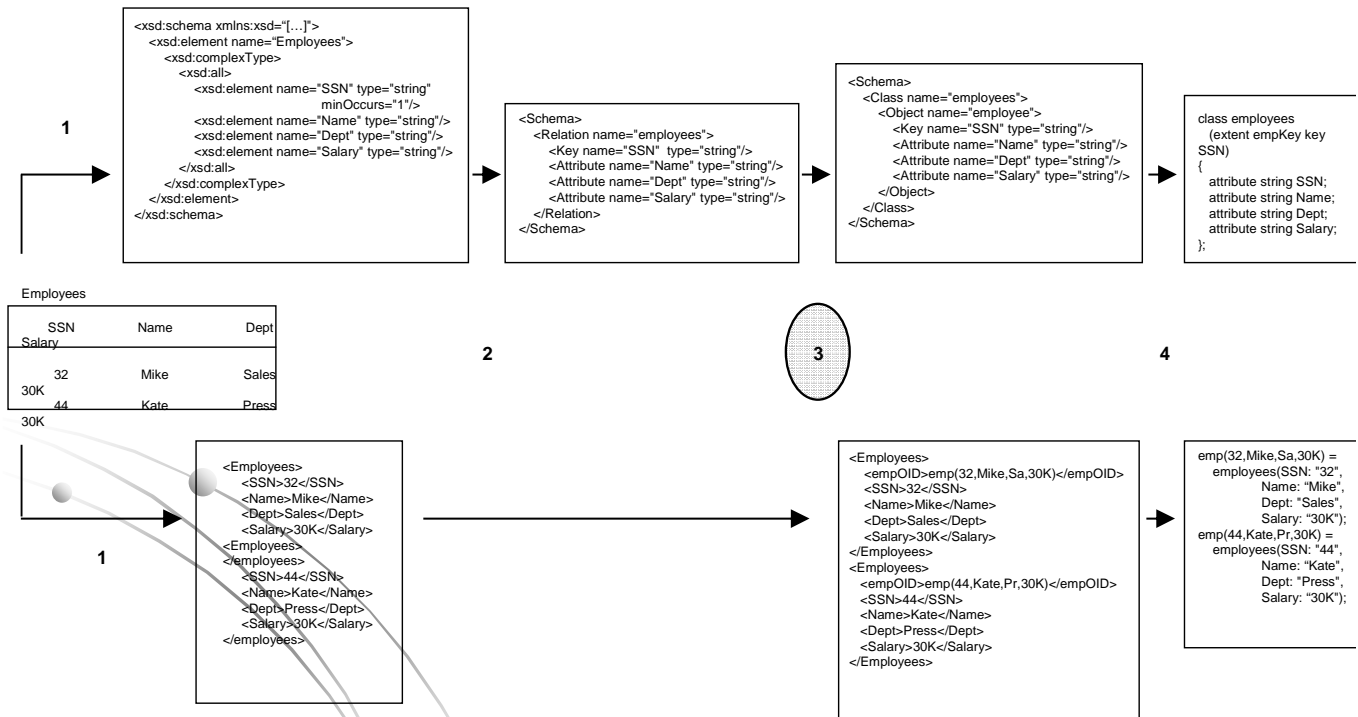 <xsd:schema xmlns:xsd="[…]">
<xsd:element name="Employees">
<xsd:complexType>
<xsd:all>
<xsd:element name="SSN" type="string"
minOccurs="1"/>
<xsd:element name="Name" type="string"/>
<xsd:element name="Dept" type="string"/>
<xsd:element name="Salary" type="string"/>
</xsd:all>
</xsd:complexType>
</xsd:element>
</xsd:schema>
1
<Schema>
<Relation name="employees">
<Key name="SSN" type="string"/>
<Attribute name="Name" type="string"/>
<Attribute name="Dept" type="string"/>
<Attribute name="Salary" type="string"/>
</Relation>
</Schema>
<Schema>
<Class name="employees">
<Object name="employee">
<Key name="SSN" type="string"/>
<Attribute name="Name" type="string"/>
<Attribute name="Dept" type="string"/>
<Attribute name="Salary" type="string"/>
</Object>
</Class>
</Schema>
class employees
(extent empKey key
SSN)
{
attribute string SSN;
attribute string Name;
attribute string Dept;
attribute string Salary;
};
Employees
SSN Name Dept
Salary
32 Mike Sales
30K
44 Kate Press
30K
2
3
4
1
<Employees>
<SSN>32</SSN>
<Name>Mike</Name>
<Dept>Sales</Dept>
<Salary>30K</Salary>
<Employees>
</employees>
<SSN>44</SSN>
<Name>Kate</Name>
<Dept>Press</Dept>
<Salary>30K</Salary>
</employees>
<Employees>
<empOID>emp(32,Mike,Sa,30K)</empOID>
<SSN>32</SSN>
<Name>Mike</Name>
<Dept>Sales</Dept>
<Salary>30K</Salary>
</Employees>
<Employees>
<empOID>emp(44,Kate,Pr,30K)</empOID>
<SSN>44</SSN>
<Name>Kate</Name>
<Dept>Press</Dept>
<Salary>30K</Salary>
</Employees>
emp(32,Mike,Sa,30K) =
employees(SSN: "32",
Name: "Mike",
Dept: "Sales",
Salary: "30K");
emp(44,Kate,Pr,30K) =
employees(SSN: "44",
Name: "Kate",
Dept: "Press",
Salary: "30K");